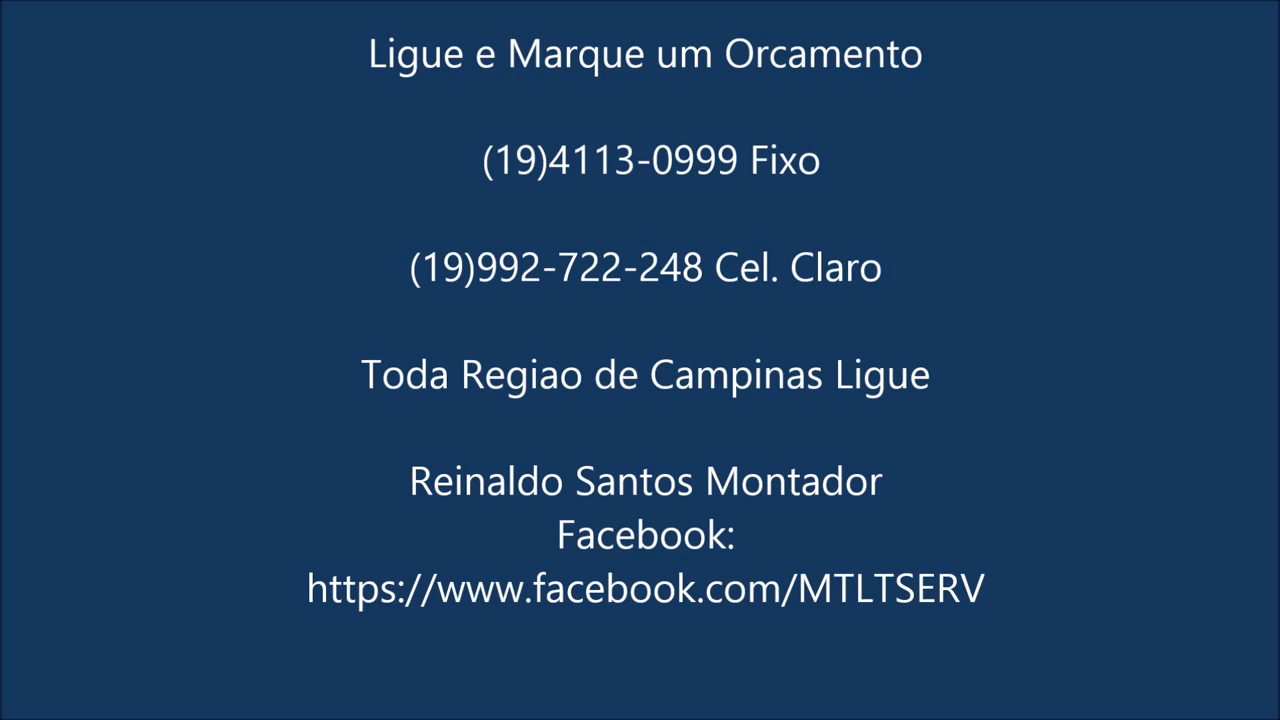 Ligue e Marque um Orcamento
(19)4113-0999 Fixo
(19)992-722-248 Cel. Claro
Toda Regiao de Campinas Ligue
Reinaldo Santos Montador
Facebook:
https://www.facebook.com/MTLTSERV